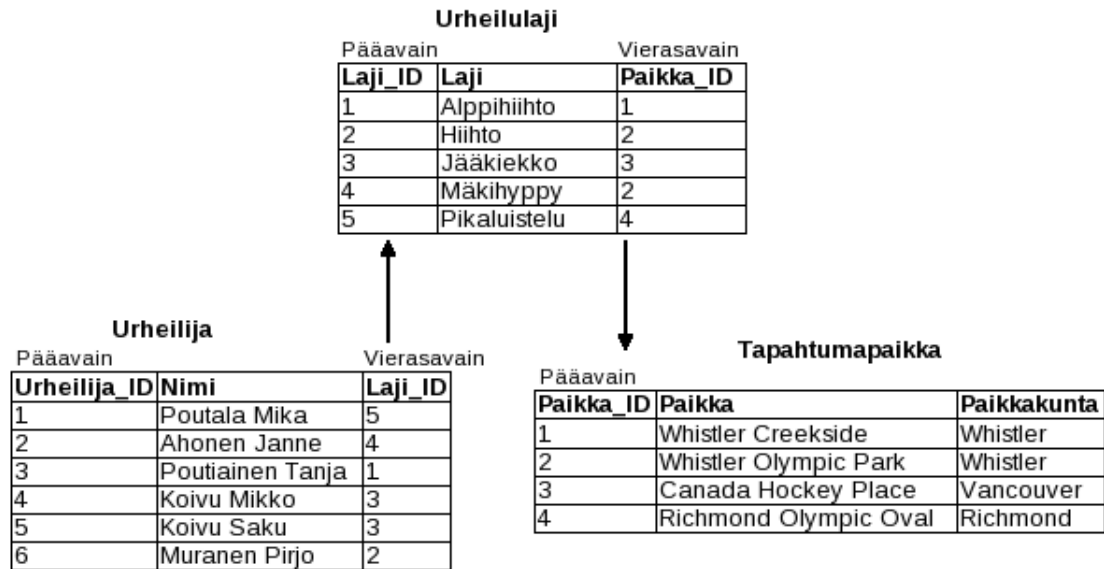 Urheilulaji
Pääavain Vierasavain
Laji_ID Laji Paikka_ID
1 Alppihiihto 1
2 Hiihto 2
3 Jääkiekko 3
4 Mäkihyppy 2
5 Pikaluistelu 4
Urheilija
Pääavain Vierasavain
Urheilija_ID Nimi Laji_ID
1 Poutala Mika 5
2 Ahonen Janne 4
3 Poutiainen Tanja 1
4 Koivu Mikko 3
5 Koivu Saku 3
6 Muranen Pirjo 2
Tapahtumapaikka
Pääavain
Paikka_ID Paikka Paikkakunta
1 Whistler Creekside Whistler
2 Whistler Olympic Park Whistler
3 Canada Hockey Place Vancouver
4 Richmond Olympic Oval Richmond